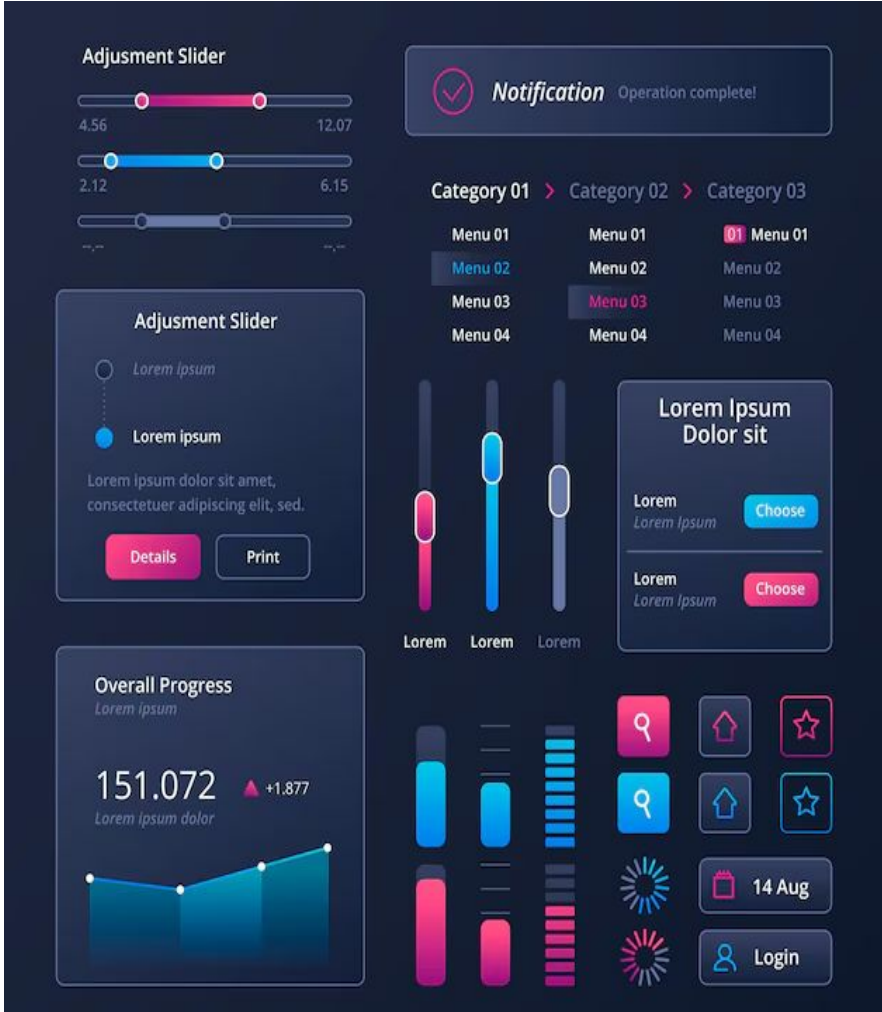 Adjusment Slider
4.56 12.07
2.12 6.15
--,-- --,--
Notification Operation complete!
Category 01 > Category 02 > Category 03
Menu 01 Menu 01 01 Menu 01
Menu 02 Menu 02 Menu 02
Menu 03 Menu 03 Menu 03
Menu 04 Menu 04 Menu 04
Adjusment Slider
Lorem ipsum
Lorem ipsum
Lorem ipsum dolor sit amet,
consectetuer adipiscing elit, sed.
Details Print
Lorem Lorem Lorem
Lorem Ipsum
Dolor sit
Lorem
Lorem Ipsum
Choose
Lorem
Lorem Ipsum
Choose
Overall Progress
Lorem ipsum
151.072 +1.877
Lorem ipsum dolor
14 Aug
Login